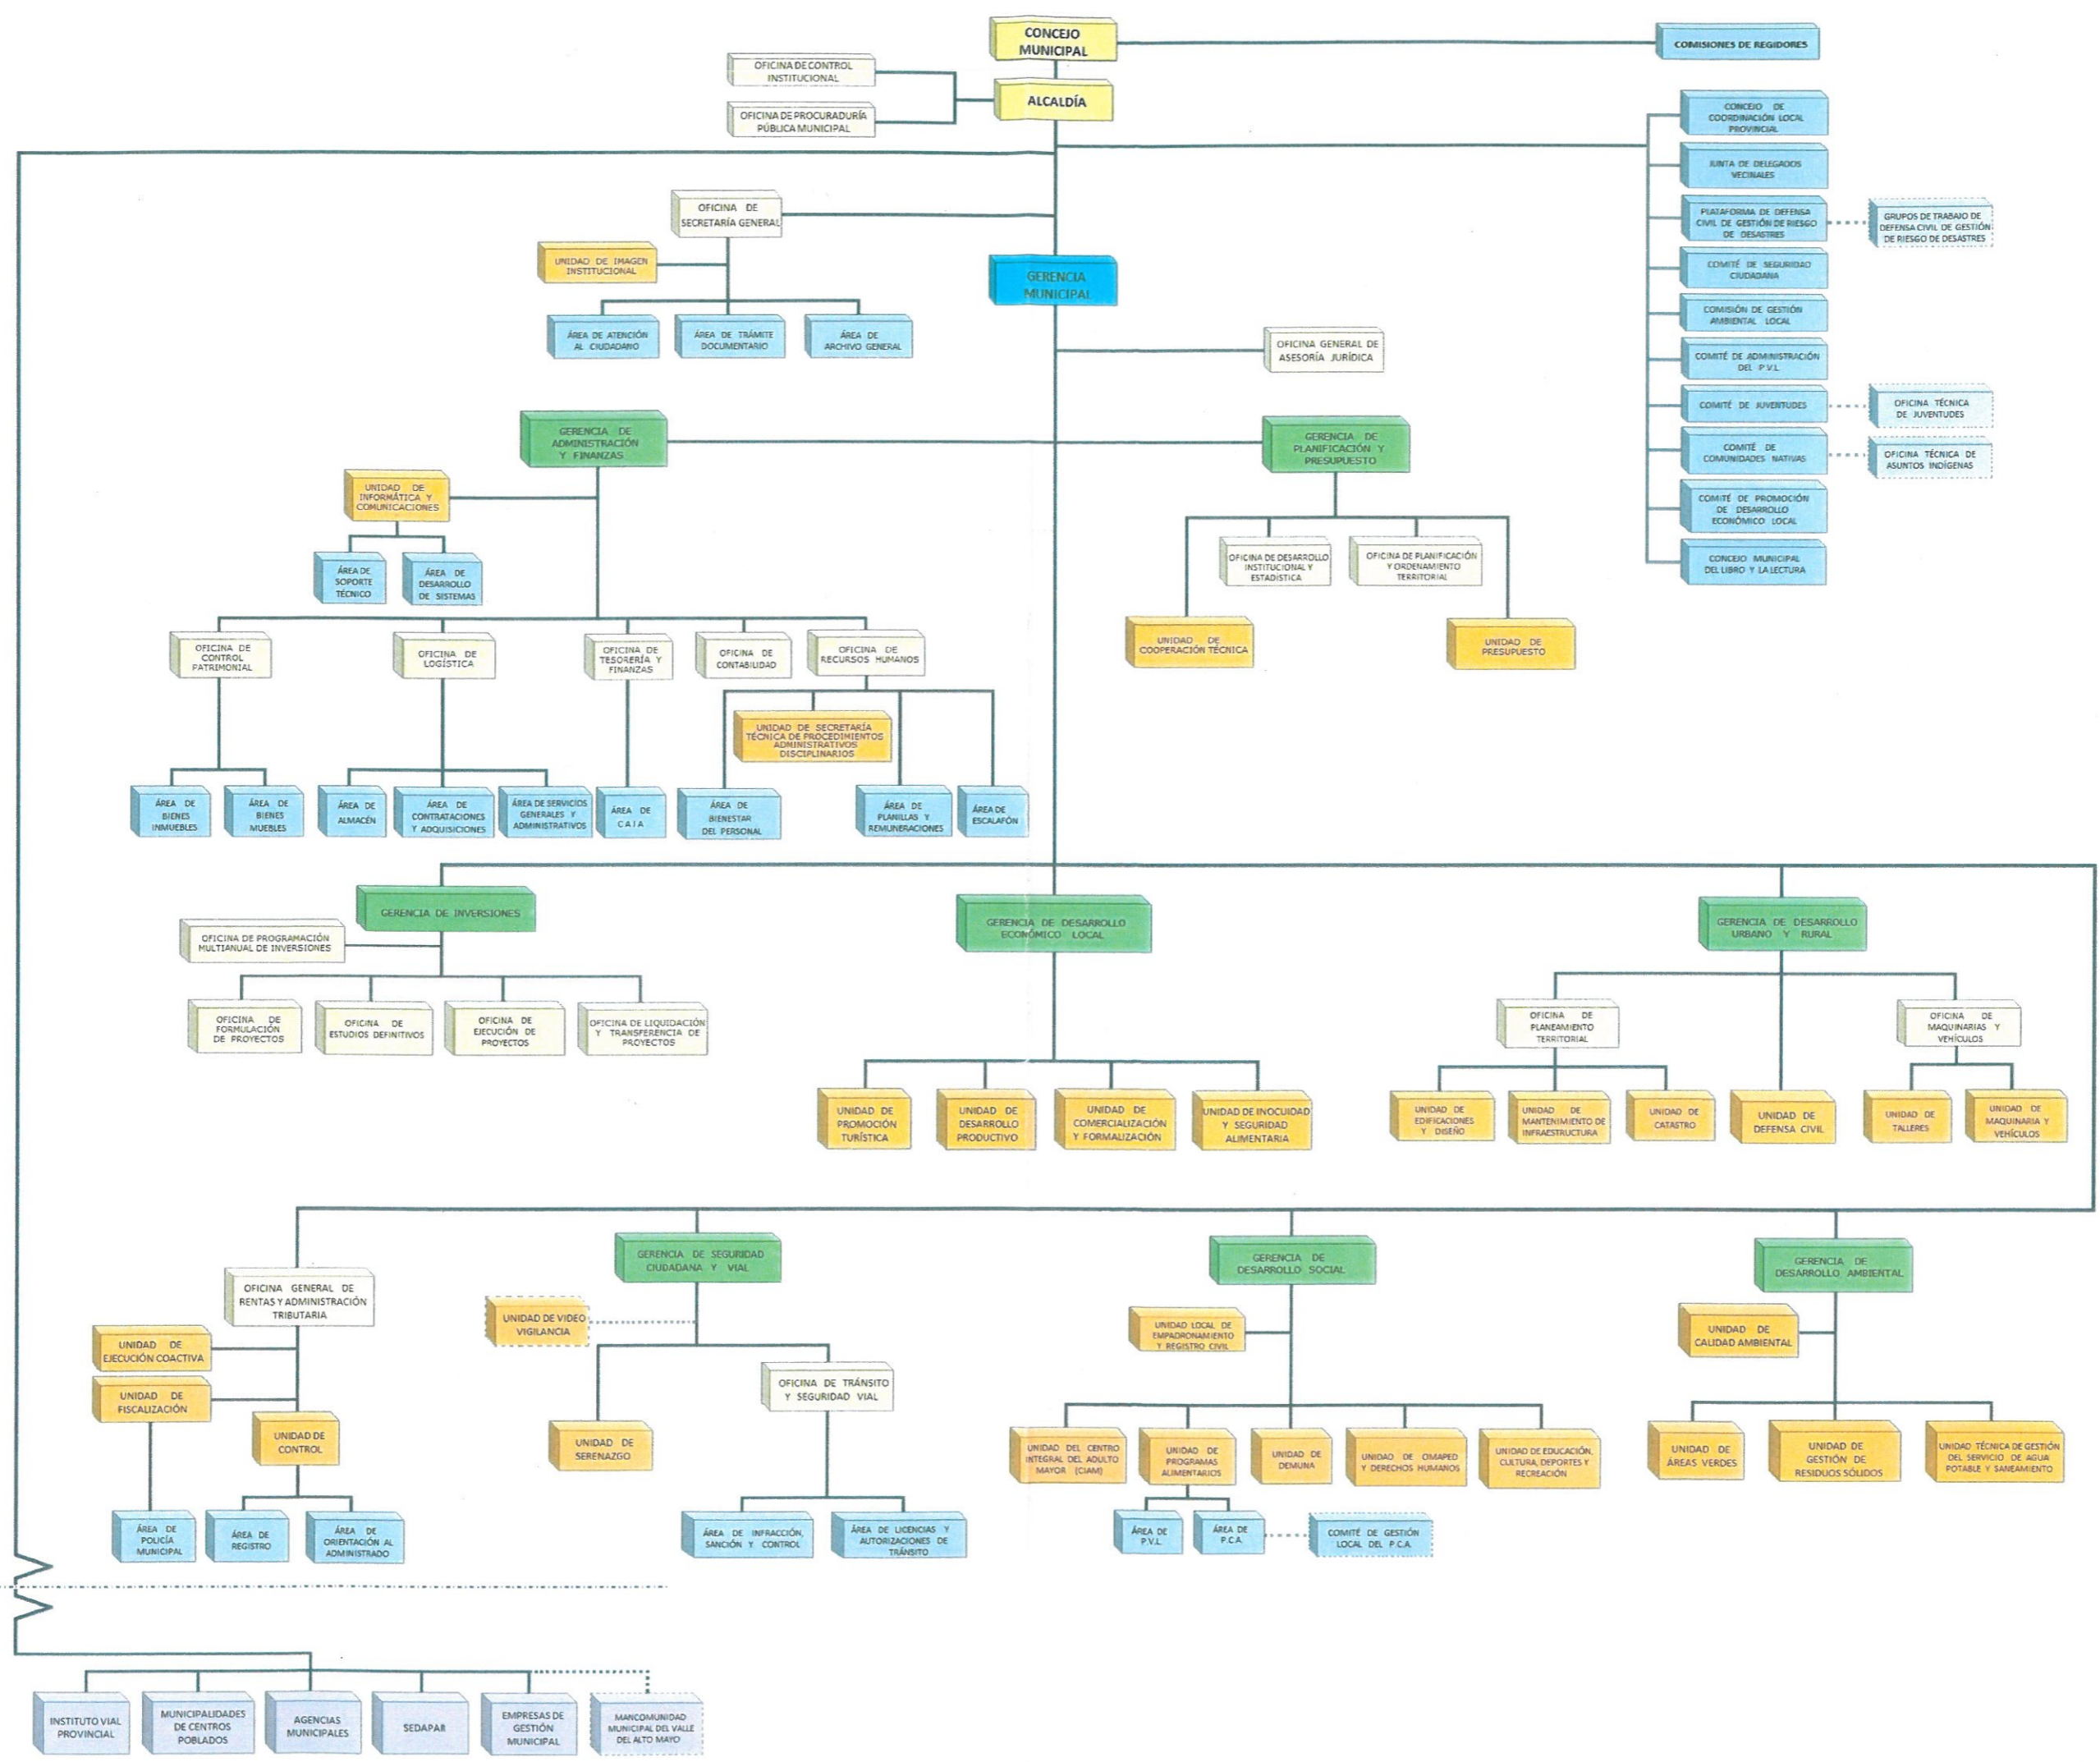 CONCEJO
MUNICIPAL
COMISIONES DE REGIDORES
OFICINA DE CONTROL
INSTITUCIONAL
ALCALDÍA
OFICINA DE PROCURADURÍA
PÚBLICA MUNICIPAL
CONCEJO DE
COORDINACIÓN LOCAL
PROVINCIAL
JUNTA DE DELEGADOS
VECINALES
PLATAFORMA DE DEFENSA
CIVIL DE GESTIÓN DE RIESGO
DE DESASTRES
GRUPOS DE TRABAJO DE
DEFENSA CIVIL DE GESTIÓN
DE RIESGO DE DESASTRES
COMITÉ DE SEGURIDAD
CIUDADANA
COMISIÓN DE GESTIÓN
AMBIENTAL LOCAL
COMITÉ DE ADMINISTRACIÓN
DEL P.V.L.
COMITÉ DE JUVENTUDES
OFICINA TÉCNICA
DE JUVENTUDES
COMITÉ DE
COMUNIDADES NATIVAS
OFICINA TÉCNICA DE
ASUNTOS INDÍGENAS
COMITÉ DE PROMOCIÓN
DE DESARROLLO
ECONÓMICO LOCAL
CONCEJO MUNICIPAL
DEL LIBRO Y LA LECTURA
OFICINA DE
SECRETARÍA GENERAL
UNIDAD DE IMAGEN
INSTITUCIONAL
ÁREA DE ATENCIÓN
AL CIUDADANO
ÁREA DE TRÁMITE
DOCUMENTARIO
ÁREA DE
ARCHIVO GENERAL
GERENCIA
MUNICIPAL
OFICINA GENERAL DE
ASESORÍA JURÍDICA
GERENCIA DE
ADMINISTRACIÓN
Y FINANZAS
GERENCIA DE
PLANIFICACIÓN Y
PRESUPUESTO
UNIDAD DE
INFORMÁTICA Y
COMUNICACIONES
ÁREA DE
SOPORTE
TÉCNICO
ÁREA DE
DESARROLLO
DE SISTEMAS
OFICINA DE DESARROLLO
INSTITUCIONAL Y
ESTADÍSTICA
OFICINA DE PLANIFICACIÓN
Y ORDENAMIENTO
TERRITORIAL
UNIDAD DE
COOPERACIÓN TÉCNICA
UNIDAD DE
PRESUPUESTO
OFICINA DE
CONTROL
PATRIMONIAL
OFICINA DE
LOGÍSTICA
OFICINA DE
TESORERÍA Y
FINANZAS
OFICINA DE
CONTABILIDAD
OFICINA DE
RECURSOS HUMANOS
UNIDAD DE SECRETARÍA
TÉCNICA DE PROCEDIMIENTOS
ADMINISTRATIVOS
DISCIPLINARIOS
ÁREA DE
BIENES
INMUEBLES
ÁREA DE
BIENES
MUEBLES
ÁREA DE
ALMACÉN
ÁREA DE
CONTRATACIONES
Y ADQUISICIONES
ÁREA DE SERVICIOS
GENERALES Y
ADMINISTRATIVOS
ÁREA DE
CAJA
ÁREA DE
BIENESTAR
DEL PERSONAL
ÁREA DE
PLANILLAS Y
REMUNERACIONES
ÁREA DE
ESCALAFÓN
GERENCIA DE INVERSIONES
OFICINA DE PROGRAMACIÓN
MULTIANUAL DE INVERSIONES
OFICINA DE
FORMULACIÓN
DE PROYECTOS
OFICINA DE
ESTUDIOS DEFINITIVOS
OFICINA DE
EJECUCIÓN DE
PROYECTOS
OFICINA DE LIQUIDACIÓN
Y TRANSFERENCIA DE
PROYECTOS
GERENCIA DE DESARROLLO
ECONÓMICO LOCAL
UNIDAD DE
PROMOCIÓN
TURÍSTICA
UNIDAD DE
DESARROLLO
PRODUCTIVO
UNIDAD DE
COMERCIALIZACIÓN
Y FORMALIZACIÓN
UNIDAD DE INOCUIDAD
Y SEGURIDAD
ALIMENTARIA
GERENCIA DE DESARROLLO
URBANO Y RURAL
OFICINA DE
PLANEAMIENTO
TERRITORIAL
OFICINA DE
MAQUINARIAS Y
VEHÍCULOS
UNIDAD DE
EDIFICACIONES
Y DISEÑO
UNIDAD DE
MANTENIMIENTO DE
INFRAESTRUCTURA
UNIDAD DE
CATASTRO
UNIDAD DE
DEFENSA CIVIL
UNIDAD DE
TALLERES
UNIDAD DE
MAQUINARIA Y
VEHÍCULOS
OFICINA GENERAL DE
RENTAS Y ADMINISTRACIÓN
TRIBUTARIA
UNIDAD DE
EJECUCIÓN COACTIVA
UNIDAD DE
FISCALIZACIÓN
UNIDAD DE
CONTROL
ÁREA DE
POLICÍA
MUNICIPAL
ÁREA DE
REGISTRO
ÁREA DE
ORIENTACIÓN AL
ADMINISTRADO
GERENCIA DE SEGURIDAD
CIUDADANA Y VIAL
UNIDAD DE VIDEO
VIGILANCIA
OFICINA DE TRÁNSITO
Y SEGURIDAD VIAL
UNIDAD DE
SERENAZGO
ÁREA DE INFRACCIÓN,
SANCIÓN Y CONTROL
ÁREA DE LICENCIAS Y
AUTORIZACIONES DE
TRÁNSITO
GERENCIA DE
DESARROLLO SOCIAL
UNIDAD LOCAL DE
EMPADRONAMIENTO
Y REGISTRO CIVIL
UNIDAD DEL CENTRO
INTEGRAL DEL ADULTO
MAYOR (CIAM)
UNIDAD DE
PROGRAMAS
ALIMENTARIOS
UNIDAD DE
DEMUNA
UNIDAD DE OMAPED
Y DERECHOS HUMANOS
UNIDAD DE EDUCACIÓN,
CULTURA, DEPORTES Y
RECREACIÓN
ÁREA DE
P.V.L.
ÁREA DE
P.C.A.
COMITÉ DE GESTIÓN
LOCAL DEL P.C.A.
GERENCIA DE
DESARROLLO AMBIENTAL
UNIDAD DE
CALIDAD AMBIENTAL
UNIDAD DE
ÁREAS VERDES
UNIDAD DE
GESTIÓN DE
RESIDUOS SÓLIDOS
UNIDAD TÉCNICA DE GESTIÓN
DEL SERVICIO DE AGUA
POTABLE Y SANEAMIENTO
INSTITUTO VIAL
PROVINCIAL
MUNICIPALIDADES
DE CENTROS
POBLADOS
AGENCIAS
MUNICIPALES
SEDAPAR
EMPRESAS DE
GESTIÓN
MUNICIPAL
MANCOMUNIDAD
MUNICIPAL DEL VALLE
DEL ALTO MAYO